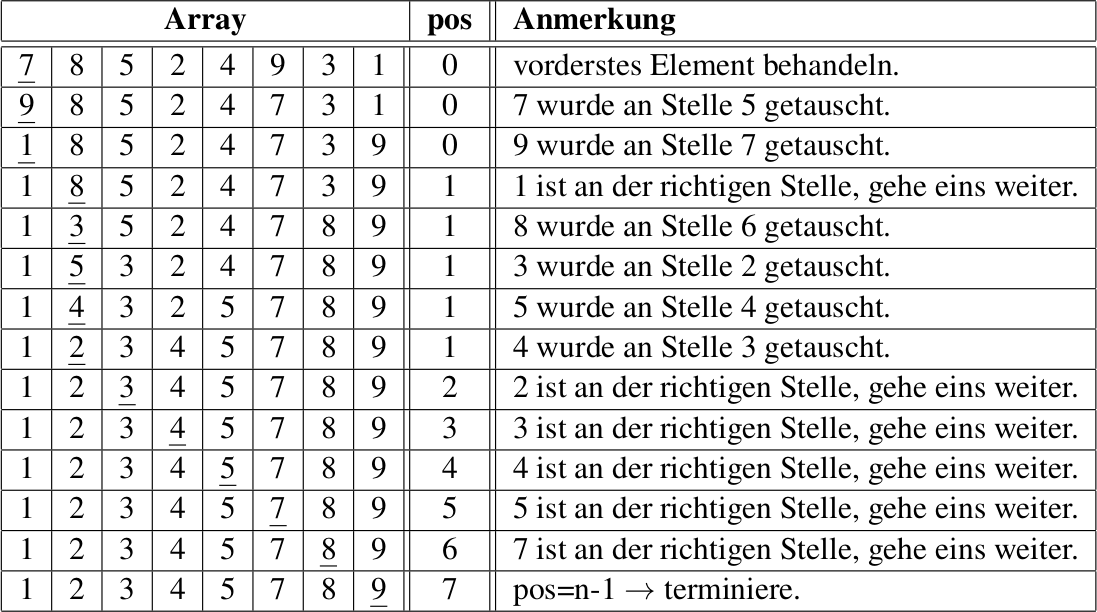 Array pos Anmerkung
7 8 5 2 4 9 3 1 0 vorderstes Element behandeln.
9 8 5 2 4 7 3 1 0 7 wurde an Stelle 5 getauscht.
1 8 5 2 4 7 3 9 0 9 wurde an Stelle 7 getauscht.
1 8 5 2 4 7 3 9 1 1 ist an der richtigen Stelle, gehe eins weiter.
1 3 5 2 4 7 8 9 1 8 wurde an Stelle 6 getauscht.
1 5 3 2 4 7 8 9 1 3 wurde an Stelle 2 getauscht.
1 4 3 2 5 7 8 9 1 5 wurde an Stelle 4 getauscht.
1 2 3 4 5 7 8 9 1 4 wurde an Stelle 3 getauscht.
1 2 3 4 5 7 8 9 2 2 ist an der richtigen Stelle, gehe eins weiter.
1 2 3 4 5 7 8 9 3 3 ist an der richtigen Stelle, gehe eins weiter.
1 2 3 4 5 7 8 9 4 4 ist an der richtigen Stelle, gehe eins weiter.
1 2 3 4 5 7 8 9 5 5 ist an der richtigen Stelle, gehe eins weiter.
1 2 3 4 5 7 8 9 6 7 ist an der richtigen Stelle, gehe eins weiter.
1 2 3 4 5 7 8 9 7 pos=n-1 → terminiere.